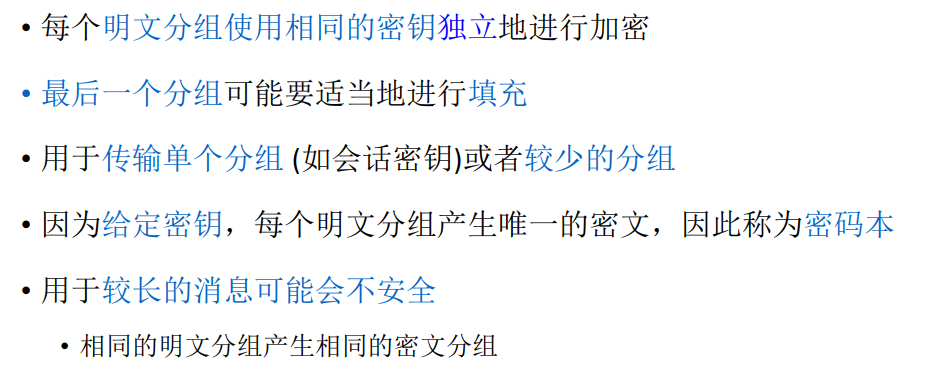 • 每个明文分组使用相同的密钥独立地进行加密
• 最后一个分组可能要适当地进行填充
• 用于传输单个分组 (如会话密钥)或者较少的分组
• 因为给定密钥，每个明文分组产生唯一的密文，因此称为密码本
• 用于较长的消息可能会不安全
• 相同的明文分组产生相同的密文分组